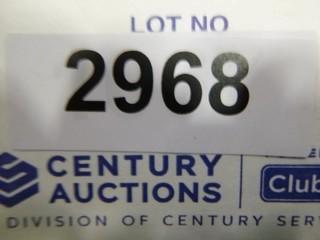 LOT NO
2968
CENTURY
AUCTIONS
Club
DIVISION OF CENTURY SER